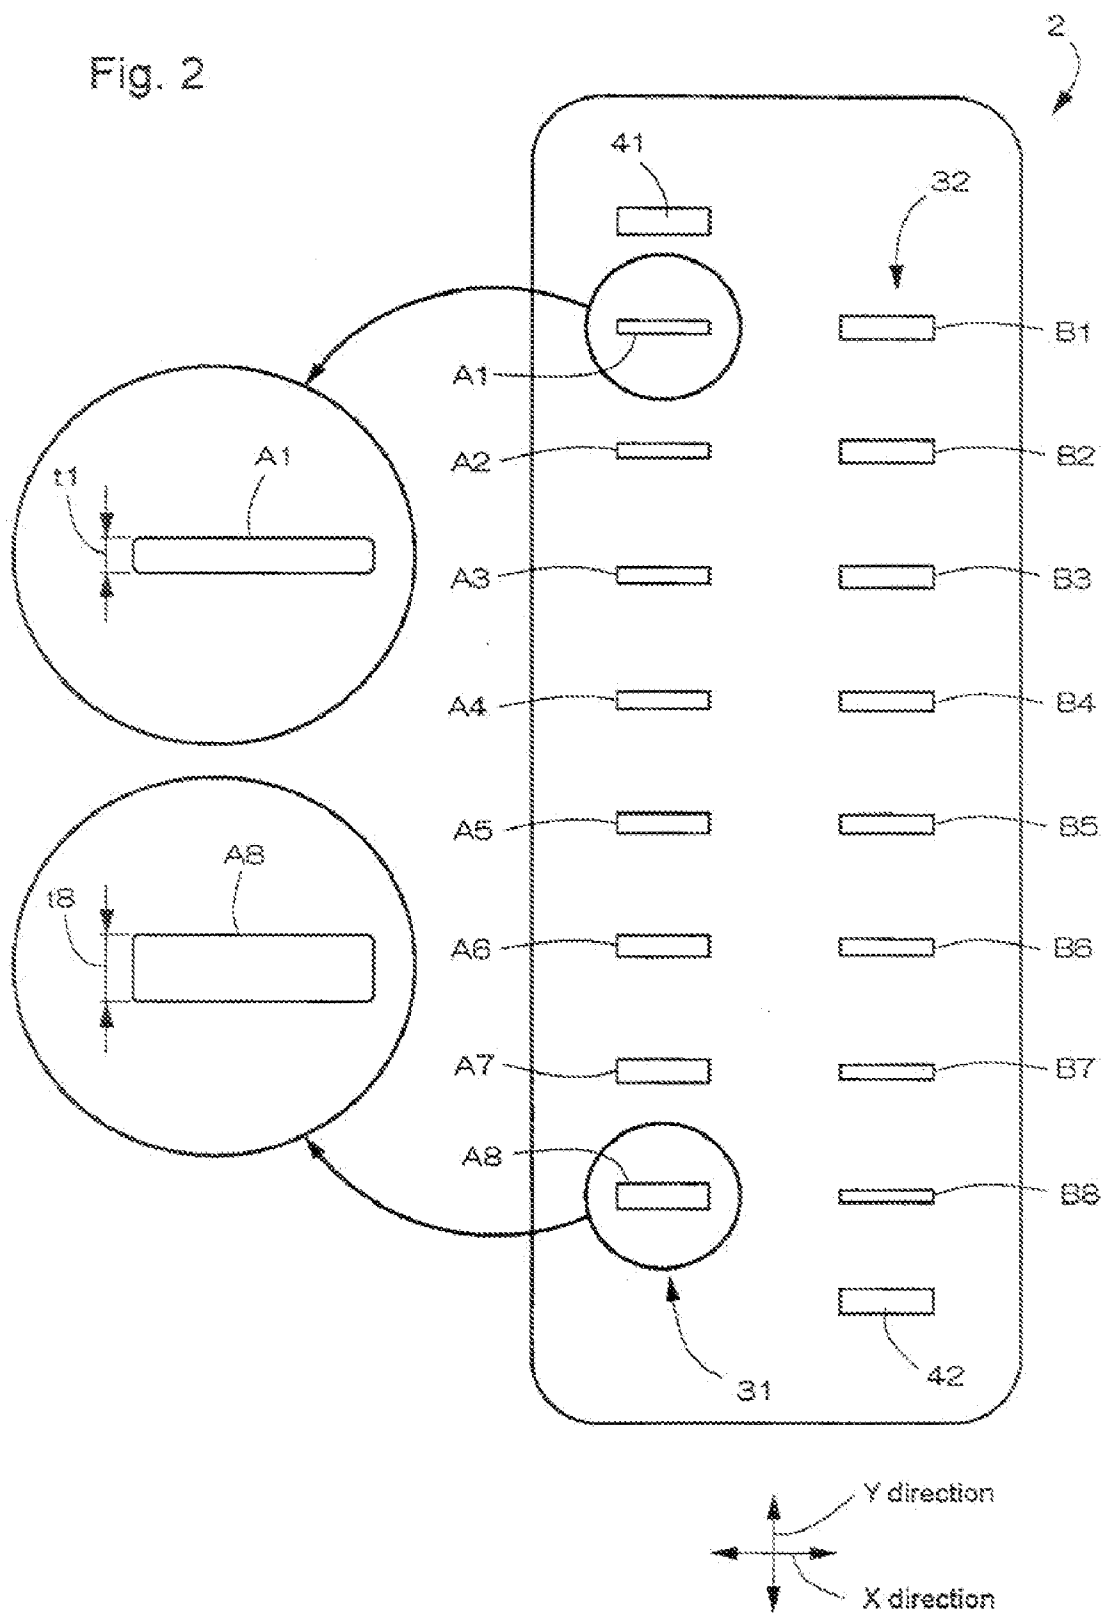 2
Fig. 2
41
32
A1
B1
A2
B2
t1
A1
A3
B3
A4
B4
A5
B5
t8
A8
A6
B6
A7
B7
A8
B8
31
42
Y direction
X direction